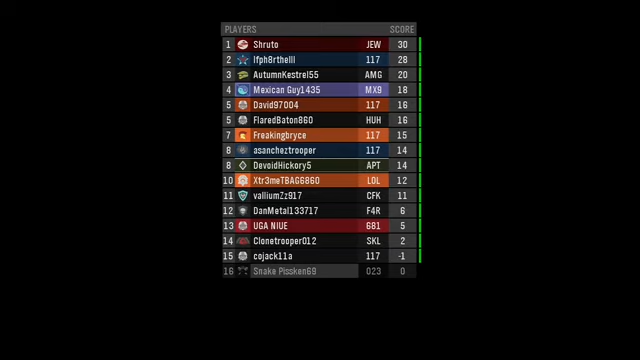 PLAYERS SCORE
1 Shruto JEW 30
2 lfph8rthelll 117 28
3 AutumnKestrel55 AMG 20
4 Mexican Guy1435 MX9 18
5 David97004 117 16
5 FlaredBaton860 HUH 16
7 Freakingbryce 117 15
8 asancheztrooper 117 14
8 DevoidHickory5 APT 14
10 Xtr3meTBAG6860 LOL 12
11 valliumZz917 CFK 11
12 DanMetal133717 F4R 6
13 UGA NIUE G81 5
14 Clonetrooper012 SKL 2
15 cojack11a 117 -1
16 Snake Pissken69 023 0